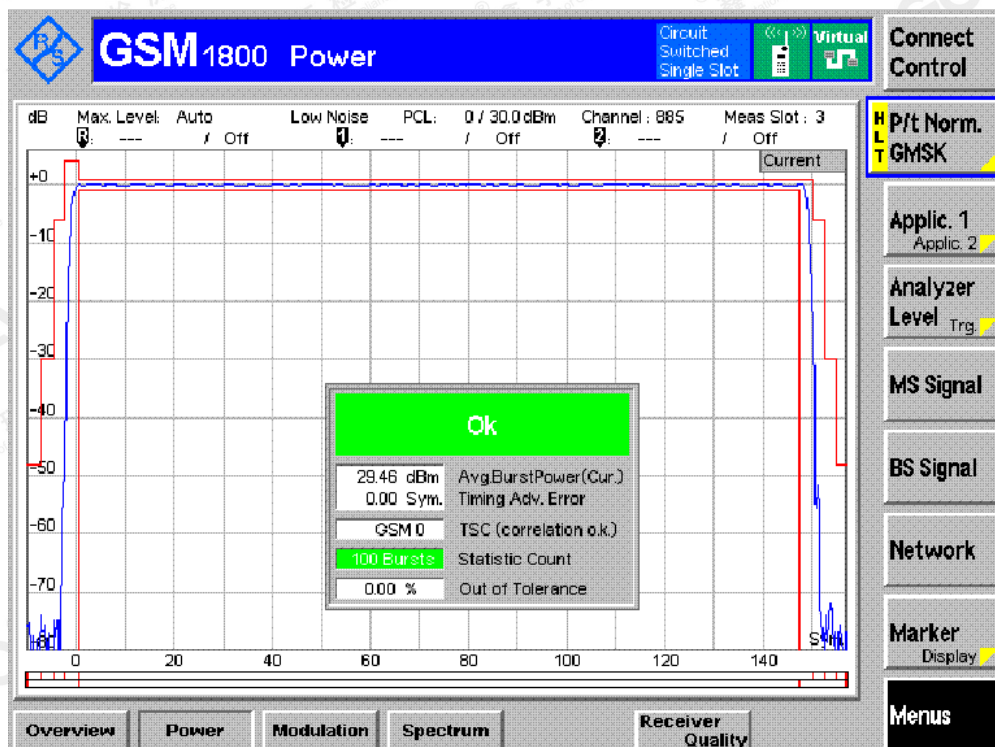 R/S GSM 1800 Power
Circuit Switched Single Slot
Virtual
Connect Control
dB Max. Level: Auto Low Noise PCL: 0 / 30.0 dBm Channel : 885 Meas Slot : 3
R: --- / Off 1: --- / Off 2: --- / Off
HLT P/t Norm. GMSK
Current
+0
-10
-20
-30
-40
-50
-60
-70
Applic. 1
Applic. 2
Analyzer Level Trg.
MS Signal
BS Signal
Network
Marker
Display
Menus
Ok
29.46 dBm Avg.BurstPower(Cur.)
0.00 Sym. Timing Adv. Error
GSM 0 TSC (correlation o.k.)
100 Bursts Statistic Count
0.00 % Out of Tolerance
0 20 40 60 80 100 120 140
Overview Power Modulation Spectrum Receiver Quality